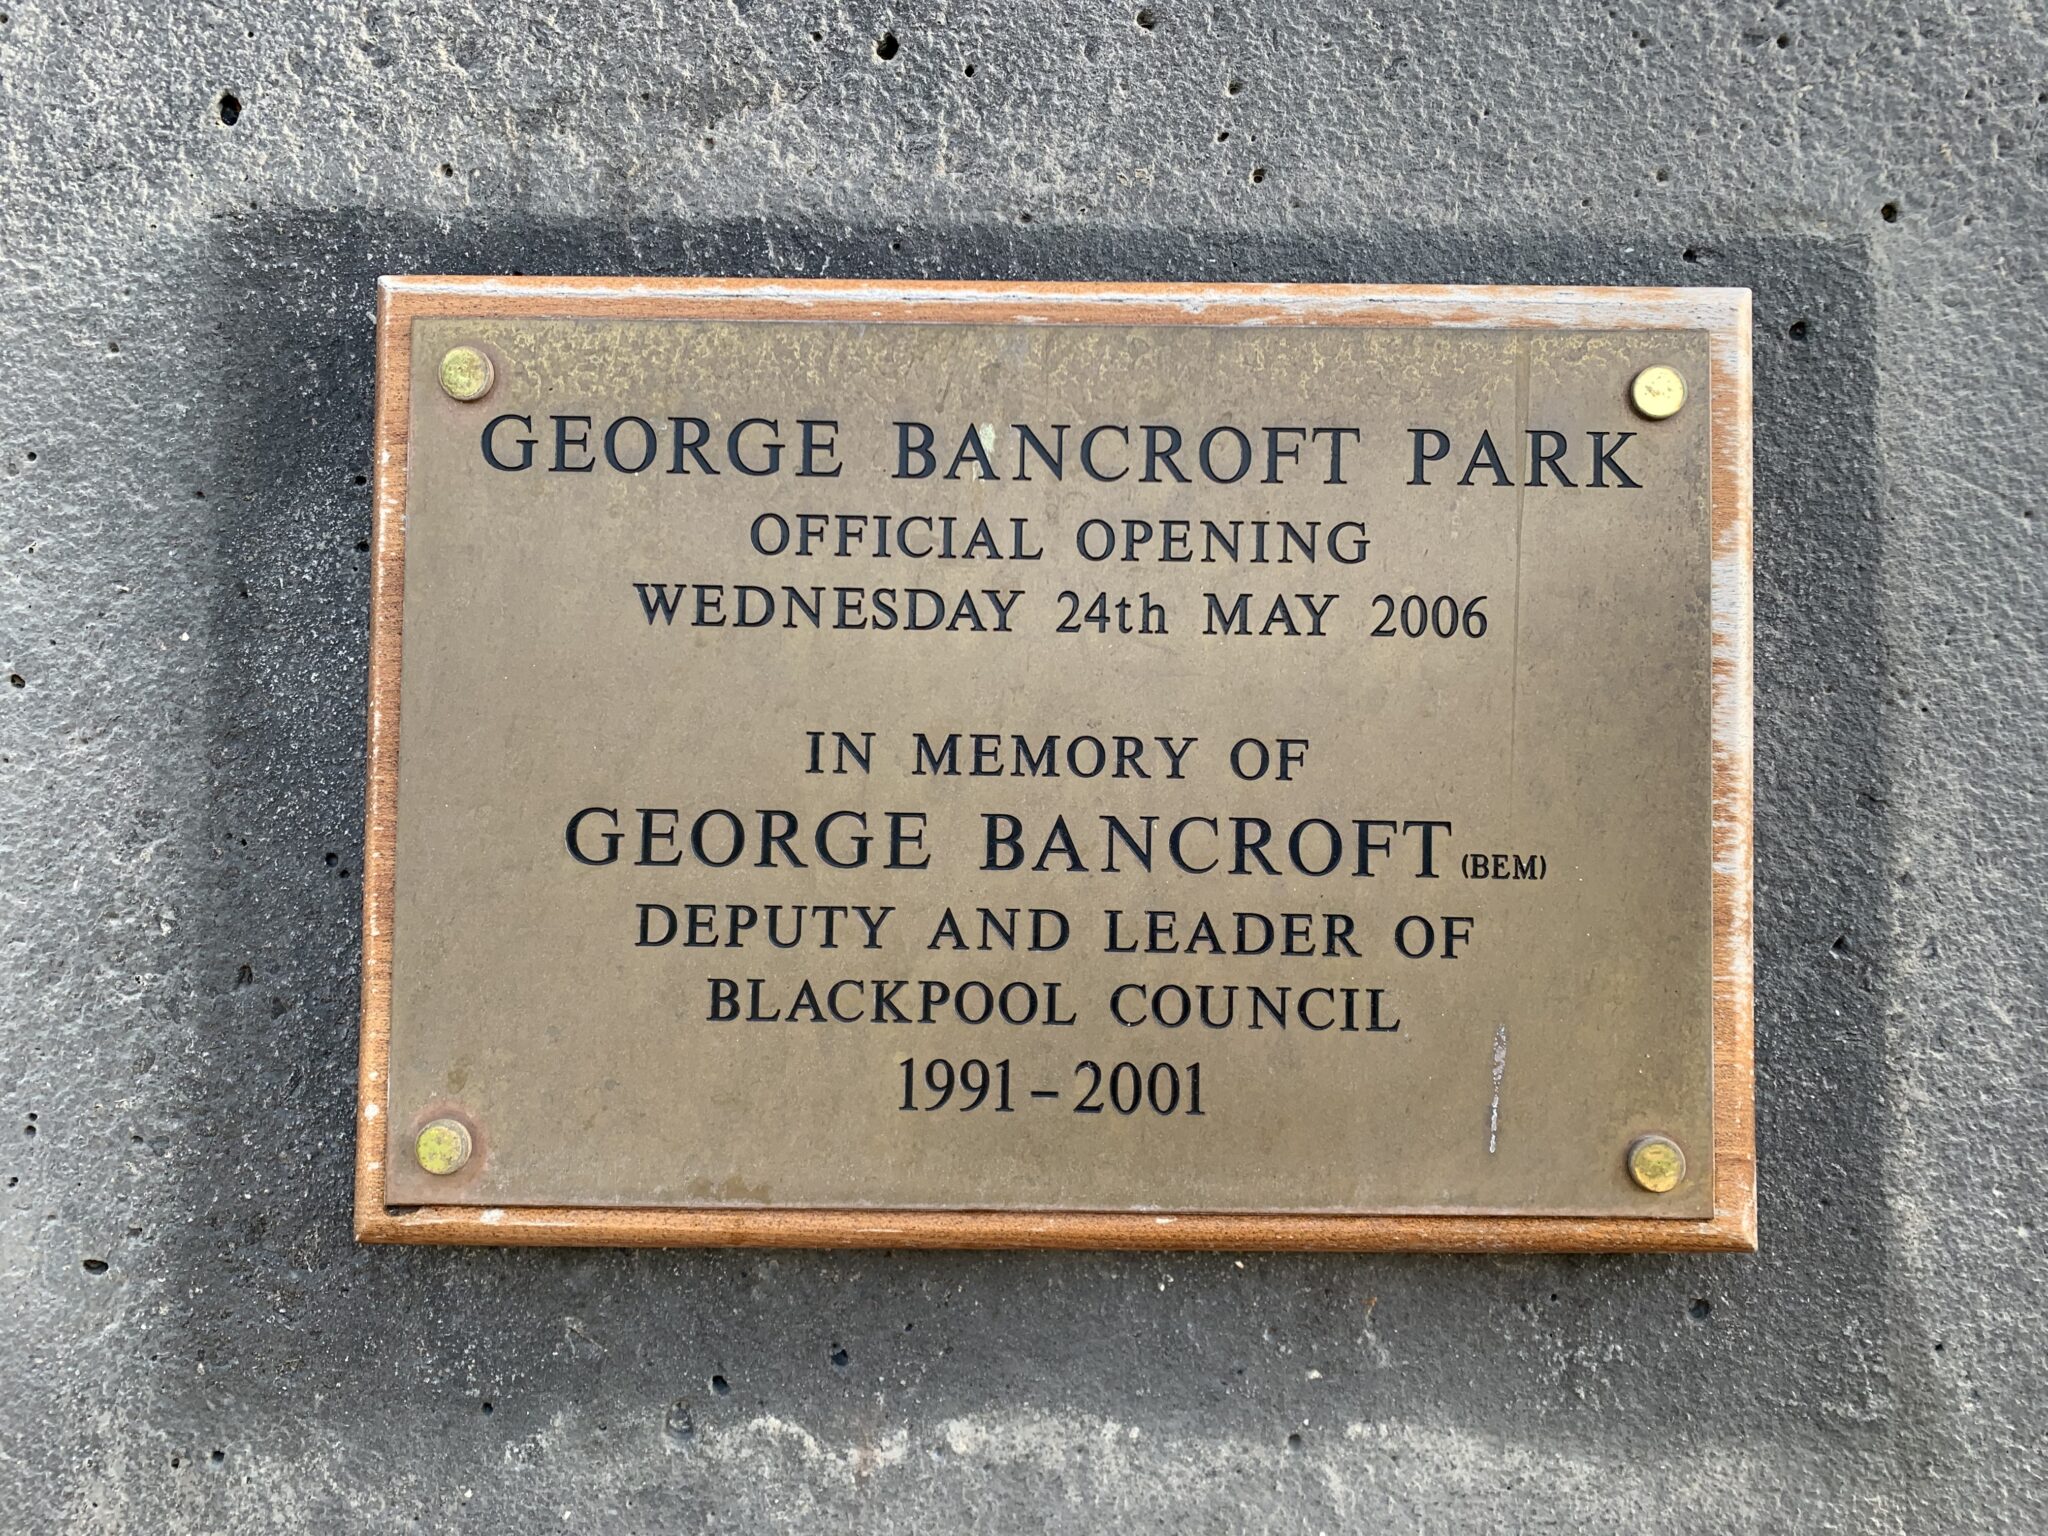 GEORGE BANCROFT PARK
OFFICIAL OPENING
WEDNESDAY 24th MAY 2006
IN MEMORY OF
GEORGE BANCROFT (BEM)
DEPUTY AND LEADER OF
BLACKPOOL COUNCIL
1991 – 2001